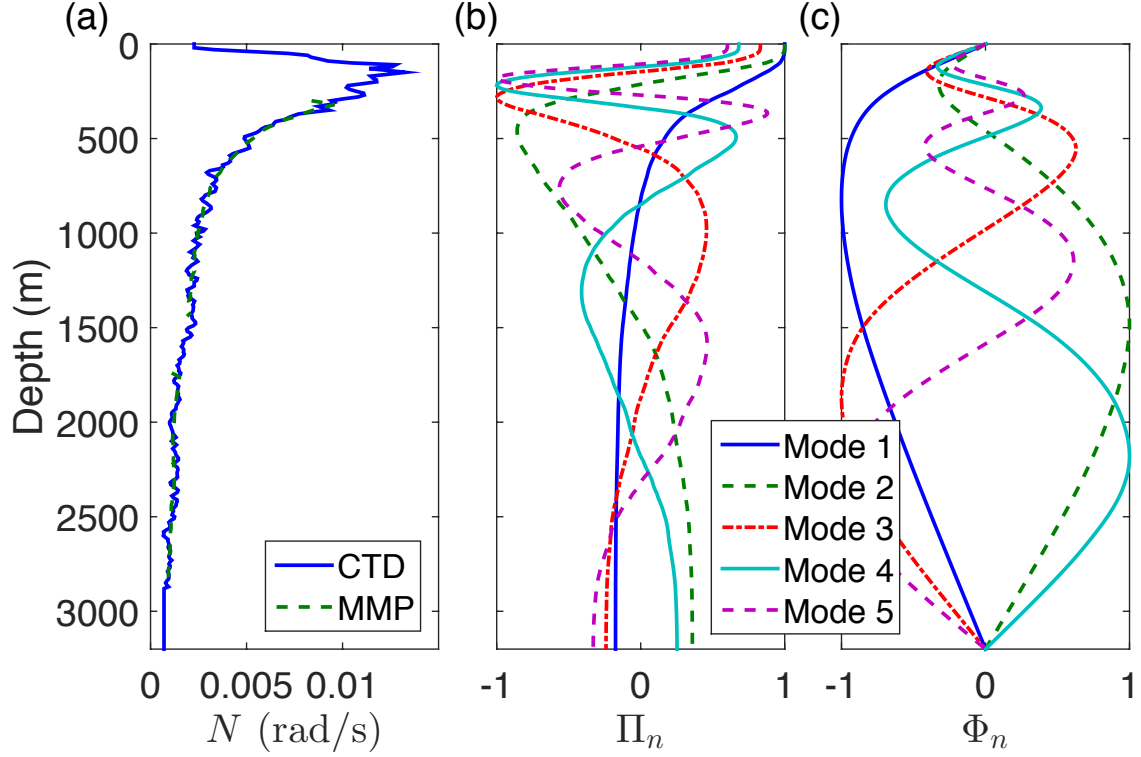 (a)
(b)
(c)
0
500
1000
1500
2000
2500
3000
Depth (m)
CTD
MMP
0
0.005
0.01
N (rad/s)
-1
0
1
Πₙ
Mode 1
Mode 2
Mode 3
Mode 4
Mode 5
-1
0
1
Φₙ